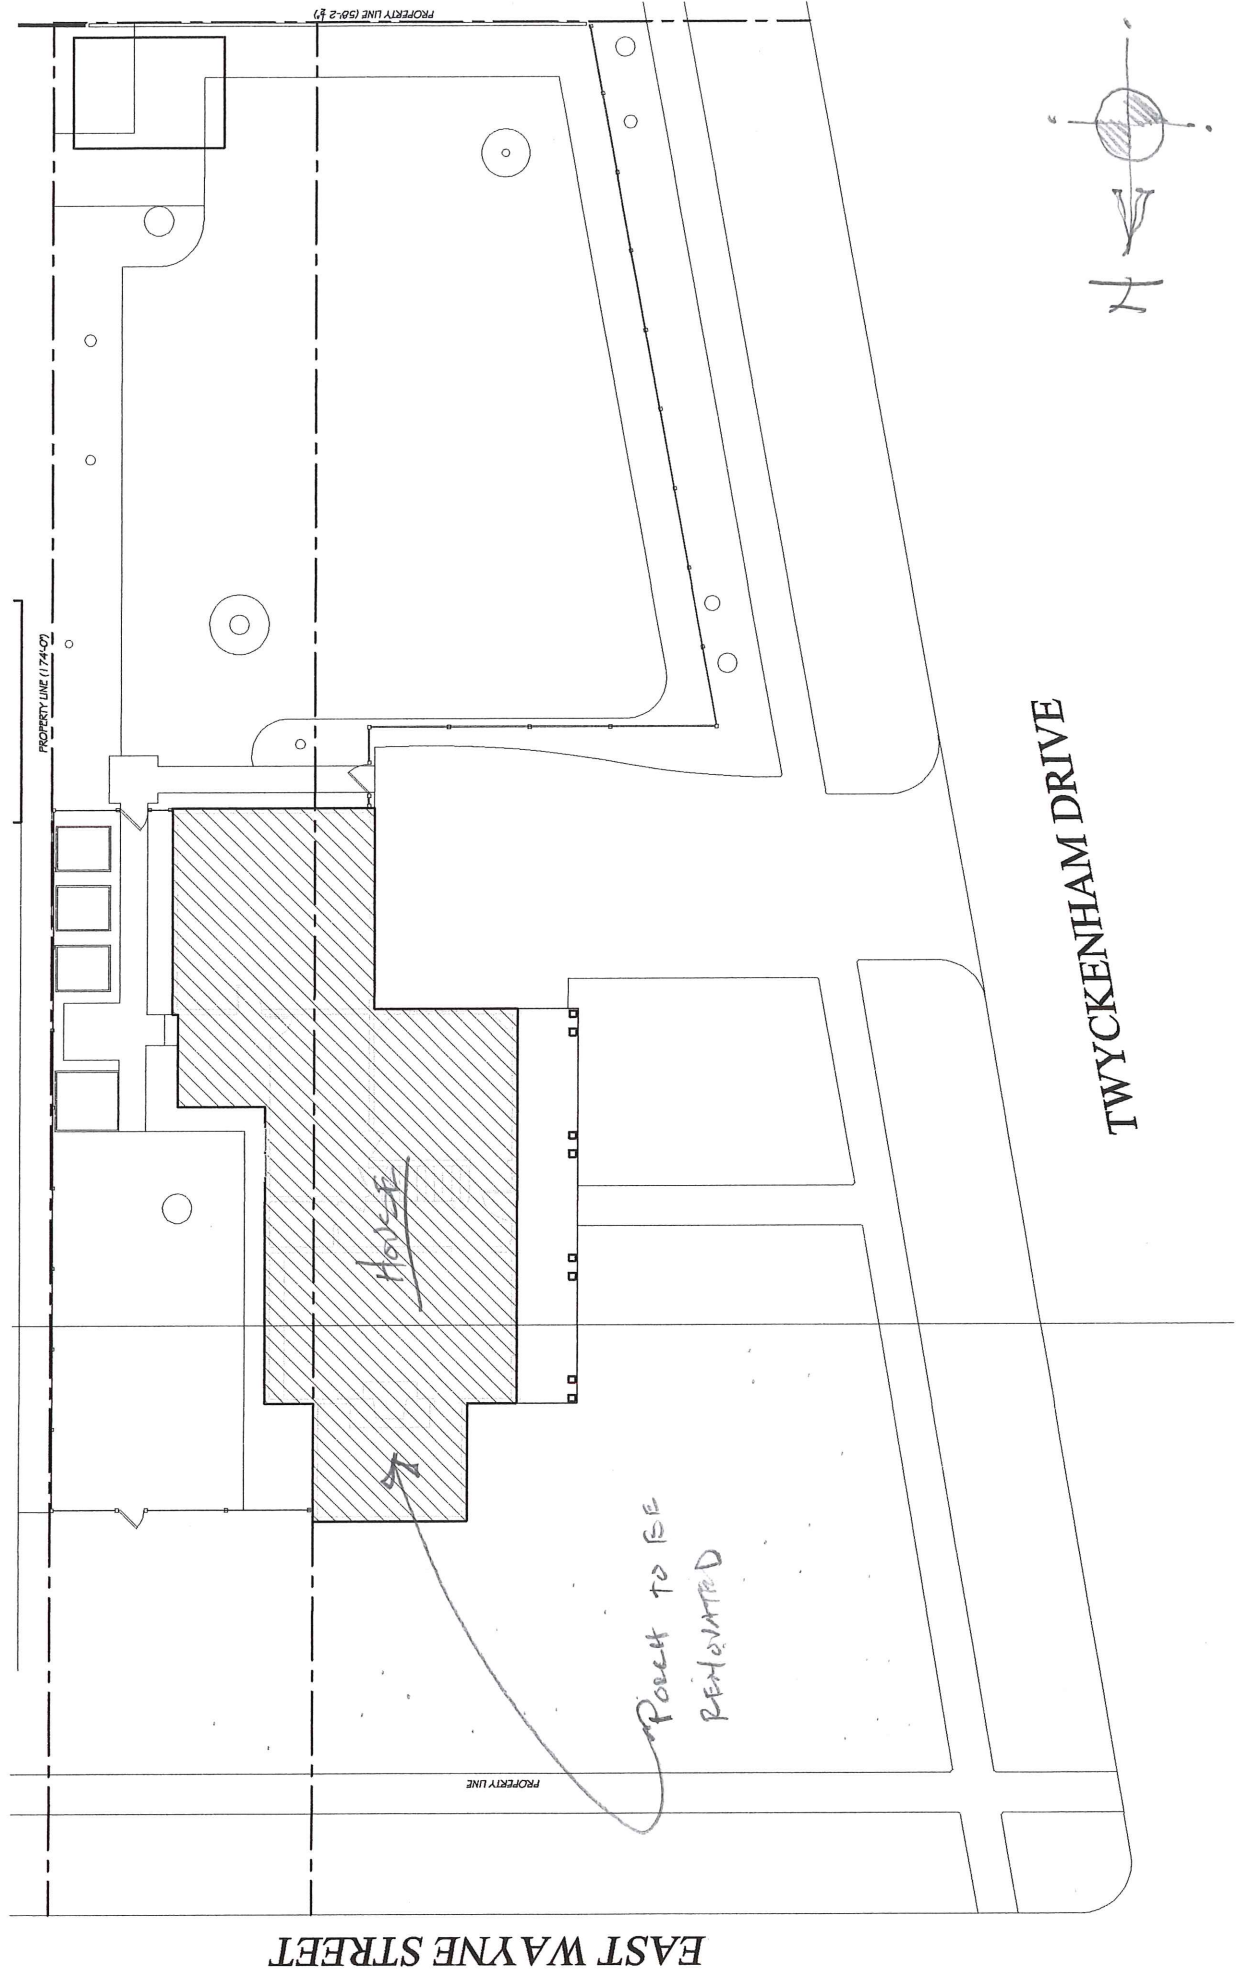 PROPERTY LINE (58'-2 ½")
PROPERTY LINE (174'-0")
TWYCKENHAM DRIVE
HOUSE
PORCH TO BE
RENOVATED
PROPERTY LINE
EAST WAYNE STREET
N